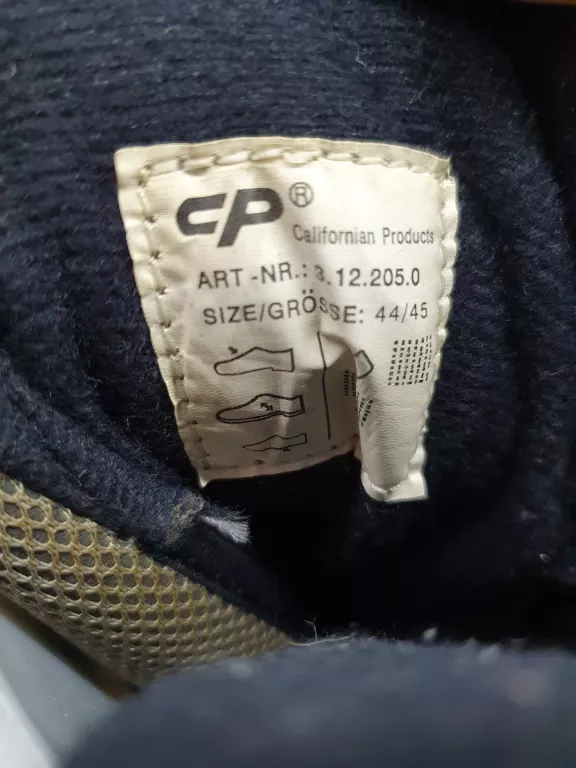 CP®
Californian Products
ART-NR.: 3.12.205.0
SIZE/GRÖSSE: 44/45